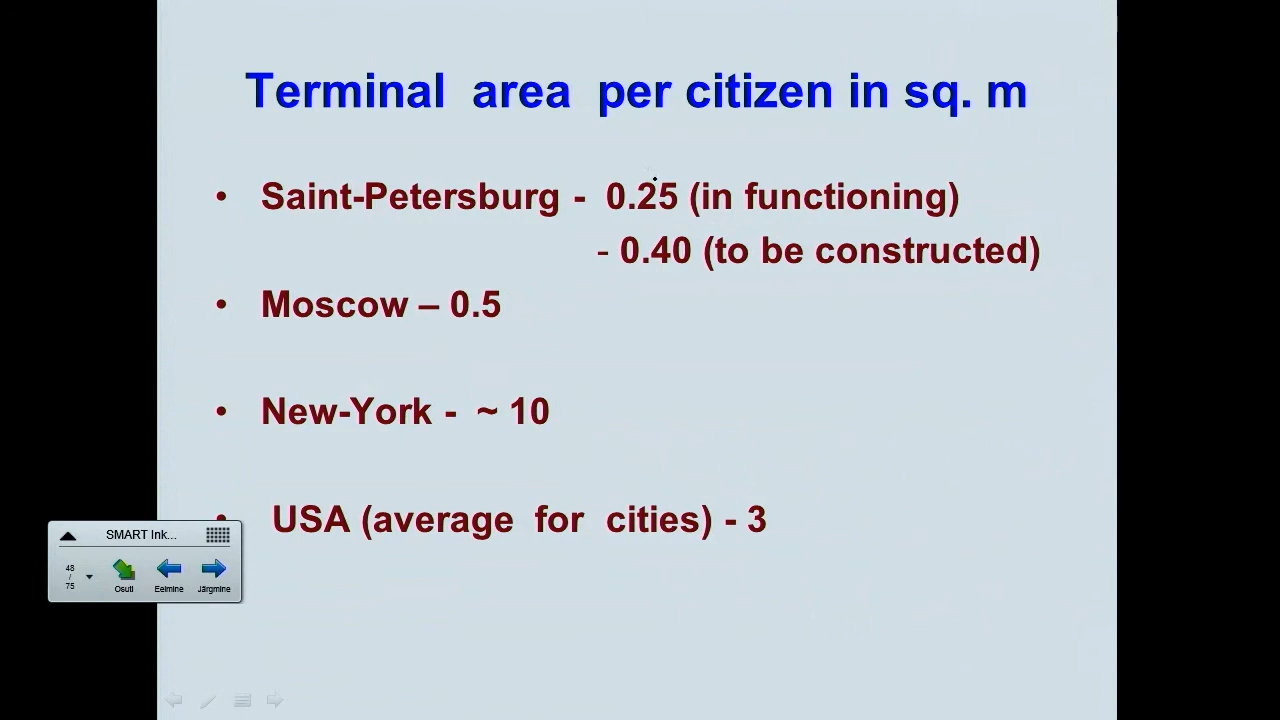 Terminal area per citizen in sq. m
• Saint-Petersburg - 0.25 (in functioning)
- 0.40 (to be constructed)
• Moscow – 0.5
• New-York - ~ 10
• USA (average for cities) - 3
SMART Ink...
48
/
75
Osuti Eelmine Järgmine